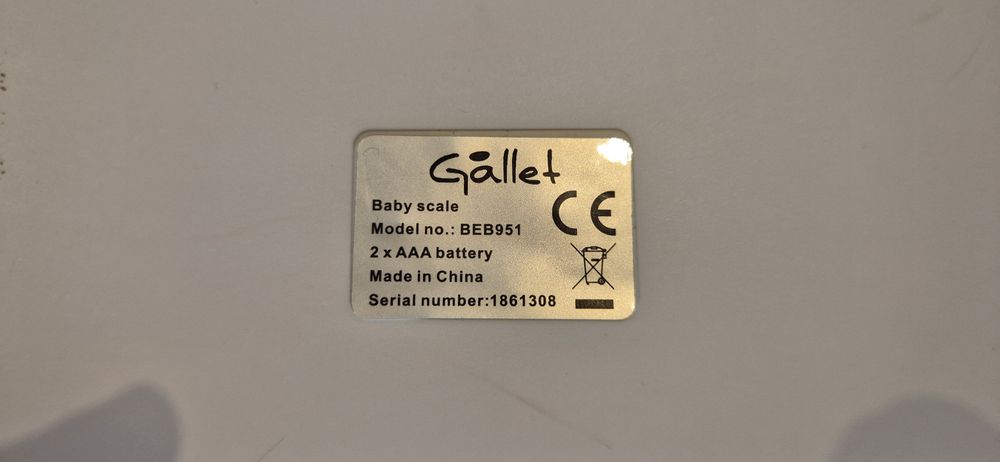 Gallet
Baby scale
CE
Model no.: BEB951
2 x AAA battery
Made in China
Serial number:1861308